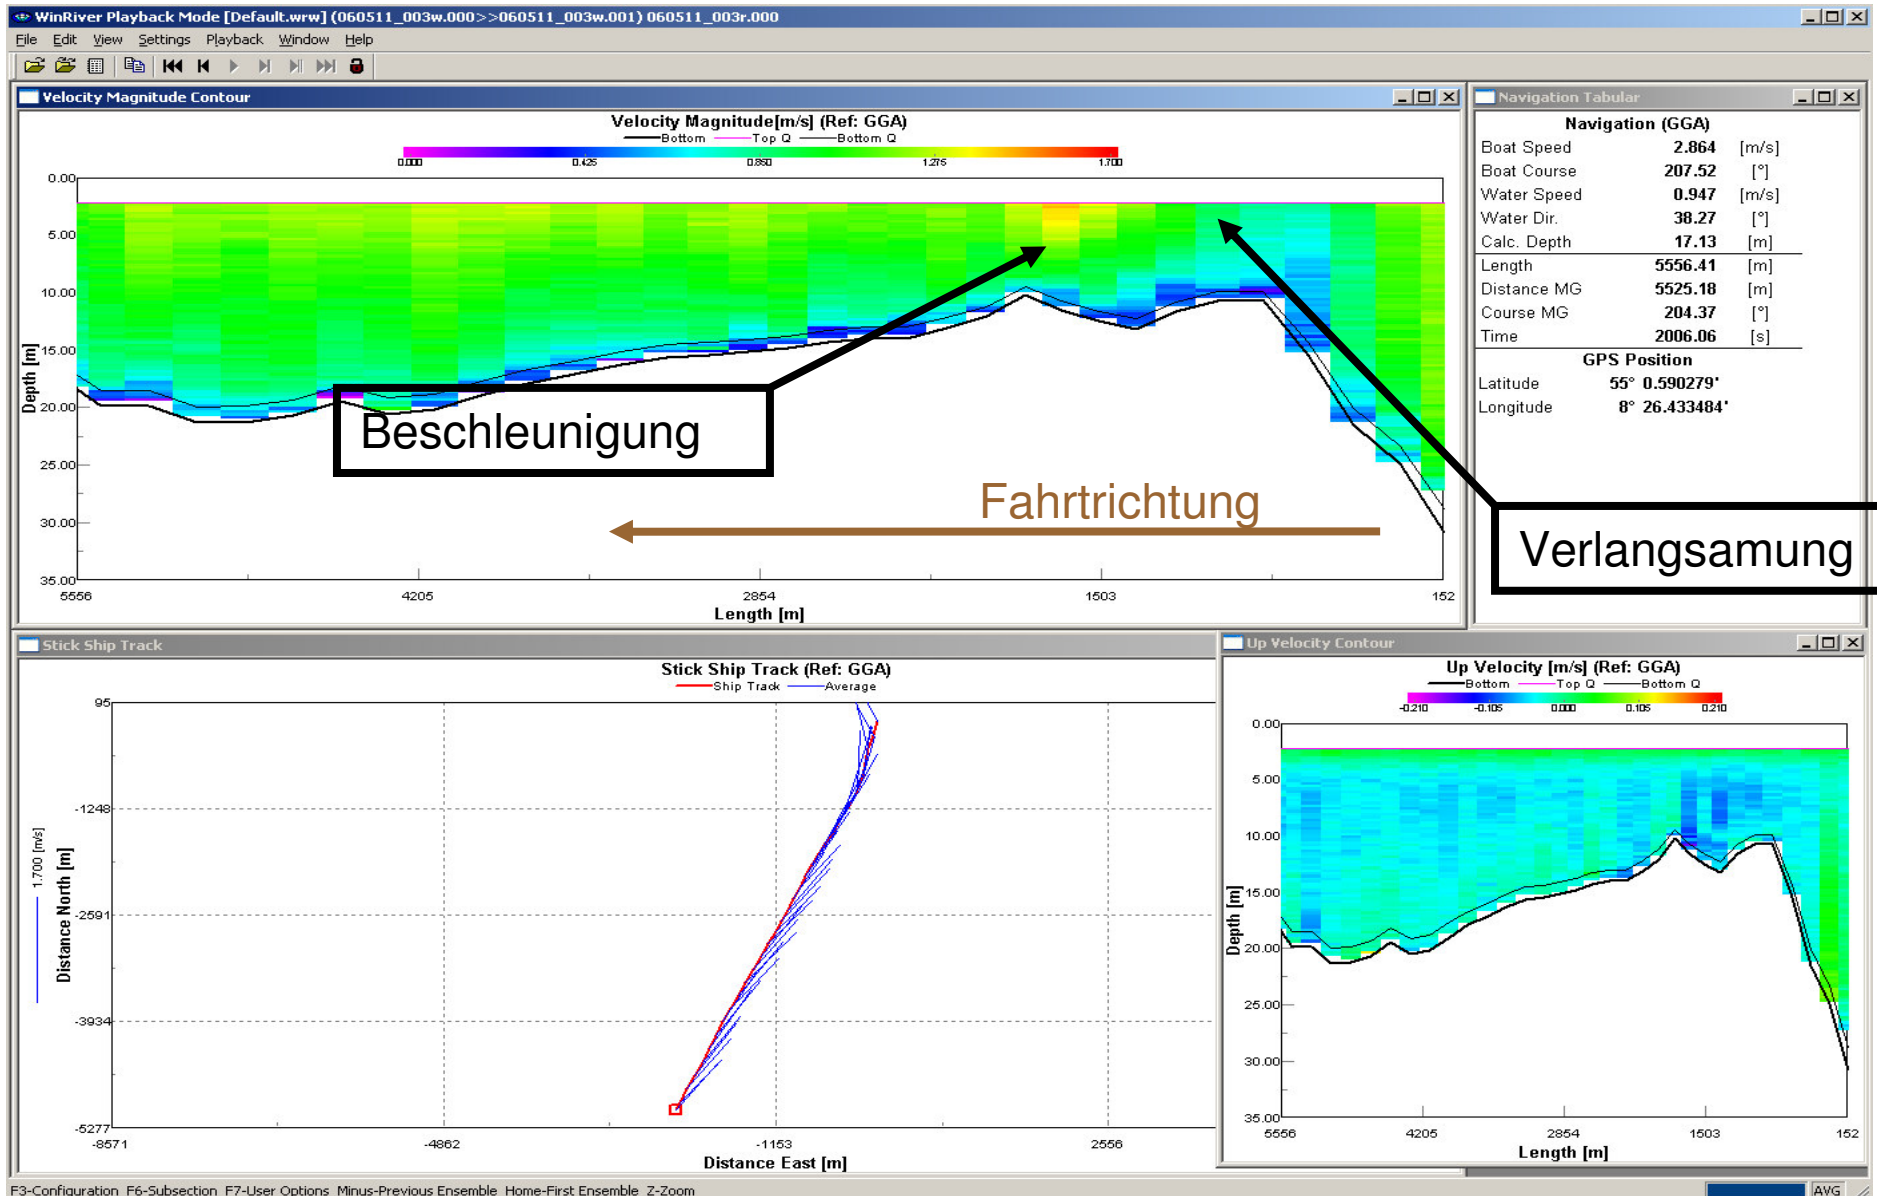 WinRiver Playback Mode [Default.wrw] (060511_003w.000>>060511_003w.001) 060511_003r.000
File Edit View Settings Playback Window Help
Velocity Magnitude Contour
Velocity Magnitude[m/s] (Ref: GGA)
Bottom Top Q Bottom Q
0.000 0.425 0.850 1.275 1.700
0.00
5.00
10.00
15.00
20.00
25.00
30.00
35.00
Depth [m]
5556 4205 2854 1503 152
Length [m]
Beschleunigung
Fahrtrichtung
Verlangsamung
Navigation Tabular
Navigation (GGA)
Boat Speed 2.864 [m/s]
Boat Course 207.52 [°]
Water Speed 0.947 [m/s]
Water Dir. 38.27 [°]
Calc. Depth 17.13 [m]
Length 5556.41 [m]
Distance MG 5525.18 [m]
Course MG 204.37 [°]
Time 2006.06 [s]
GPS Position
Latitude 55° 0.590279'
Longitude 8° 26.433484'
Stick Ship Track
Stick Ship Track (Ref: GGA)
Ship Track Average
95
-1248
-2591
-3934
-5277
1.700 [m/s]
Distance North [m]
-8571 -4862 -1153 2556
Distance East [m]
Up Velocity Contour
Up Velocity [m/s] (Ref: GGA)
Bottom Top Q Bottom Q
-0.210 -0.105 0.000 0.105 0.210
0.00
5.00
10.00
15.00
20.00
25.00
30.00
35.00
Depth [m]
5556 4205 2854 1503 152
Length [m]
F3-Configuration F6-Subsection F7-User Options Minus-Previous Ensemble Home-First Ensemble Z-Zoom
AVG